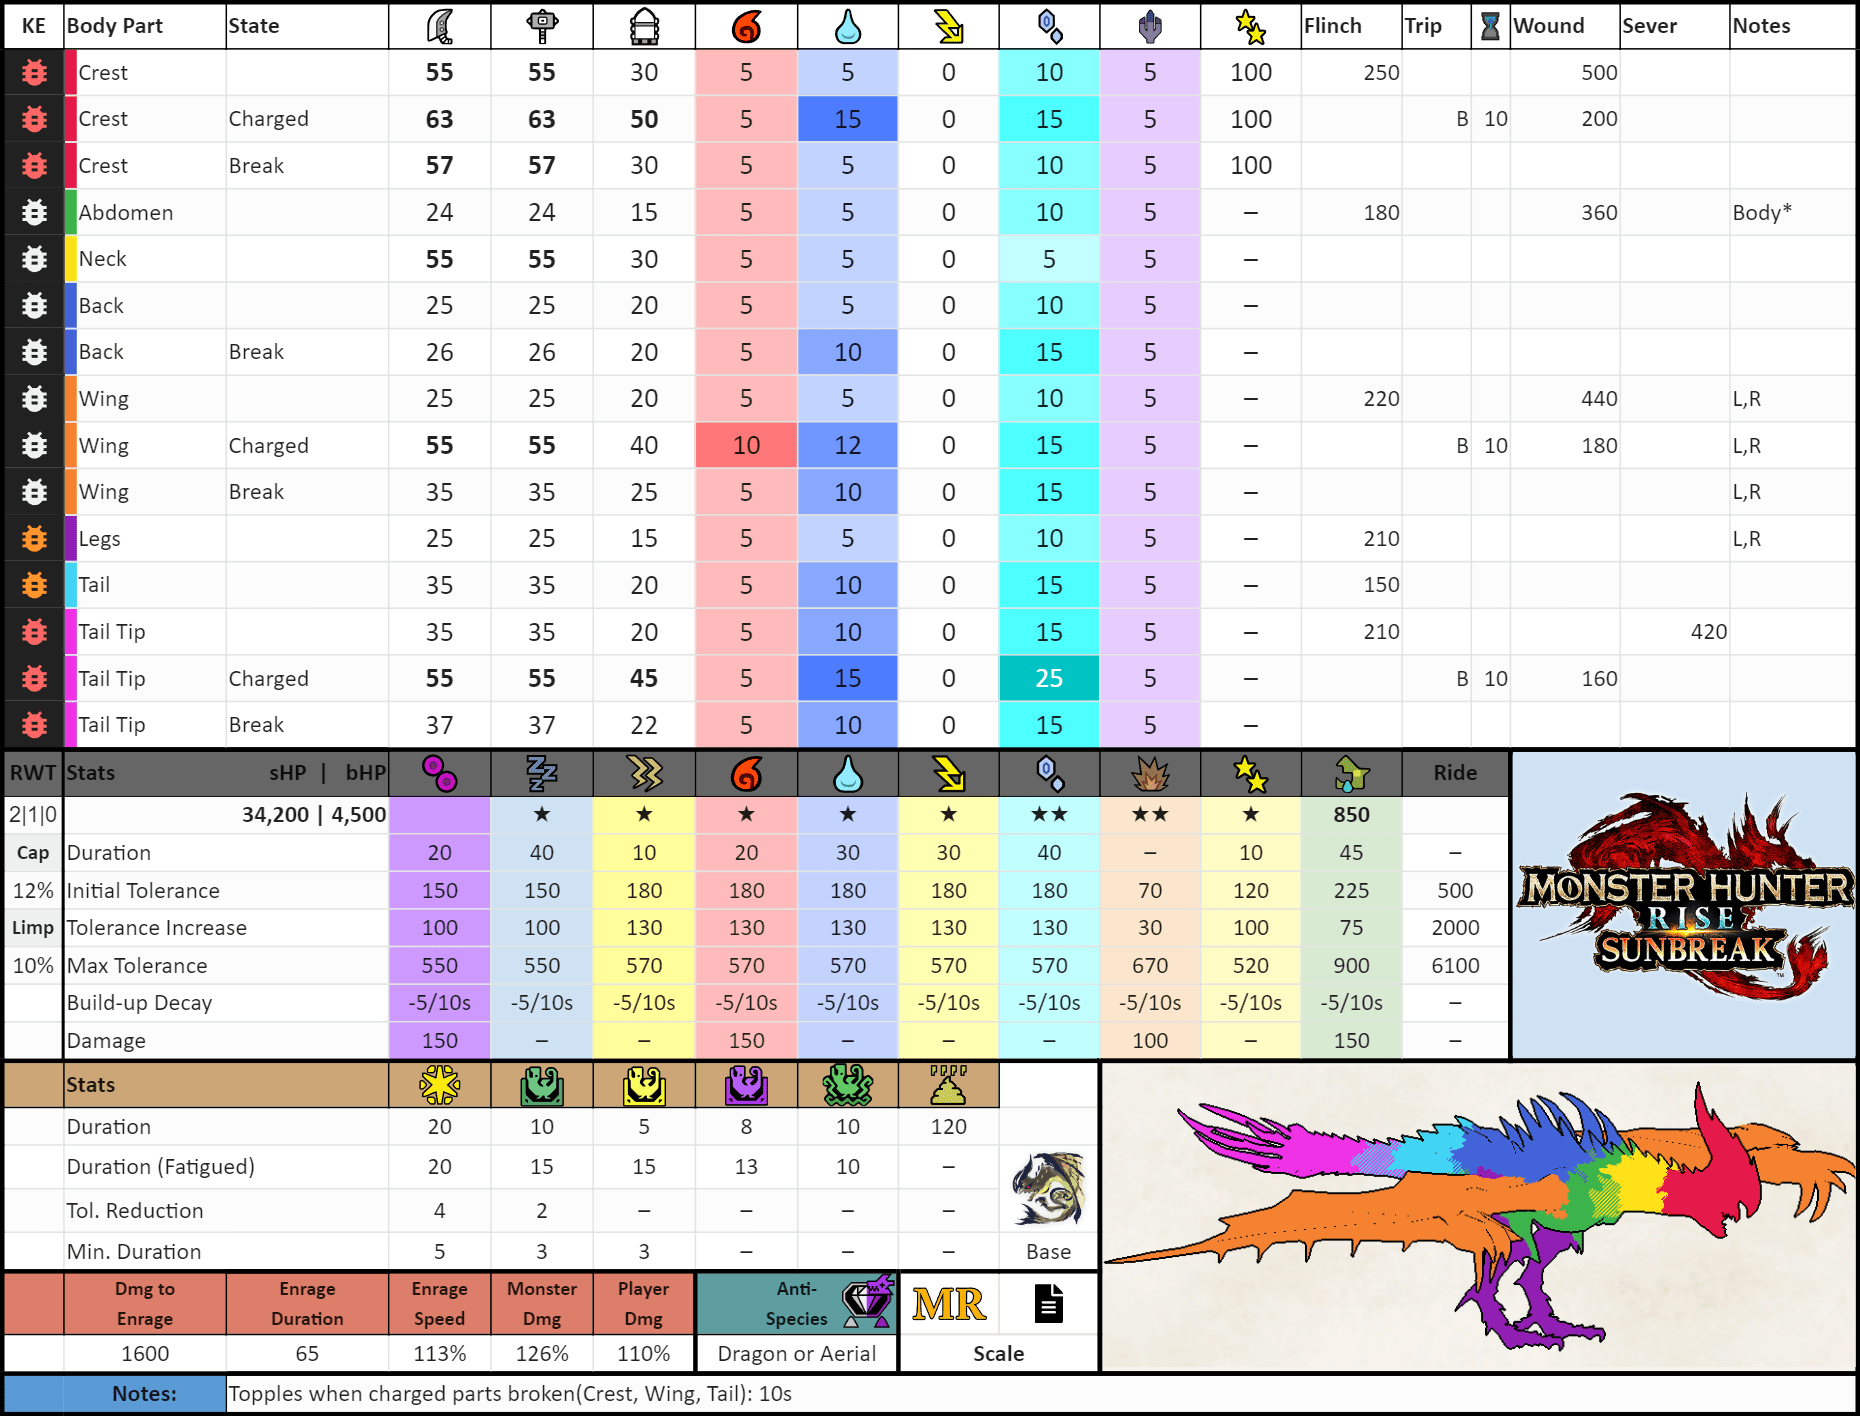 KE Body Part State Flinch Trip Wound Sever Notes
Crest 55 55 30 5 5 0 10 5 100 250 500
Crest Charged 63 63 50 5 15 0 15 5 100 B 10 200
Crest Break 57 57 30 5 5 0 10 5 100
Abdomen 24 24 15 5 5 0 10 5 – 180 360 Body*
Neck 55 55 30 5 5 0 5 5 –
Back 25 25 20 5 5 0 10 5 –
Back Break 26 26 20 5 10 0 15 5 –
Wing 25 25 20 5 5 0 10 5 – 220 440 L,R
Wing Charged 55 55 40 10 12 0 15 5 – B 10 180 L,R
Wing Break 35 35 25 5 10 0 15 5 – L,R
Legs 25 25 15 5 5 0 10 5 – 210 L,R
Tail 35 35 20 5 10 0 15 5 – 150
Tail Tip 35 35 20 5 10 0 15 5 – 210 420
Tail Tip Charged 55 55 45 5 15 0 25 5 – B 10 160
Tail Tip Break 37 37 22 5 10 0 15 5 –
RWT Stats sHP | bHP Ride
2|1|0 34,200 | 4,500 ★ ★ ★ ★ ★ ★★ ★★ ★ 850
Cap Duration 20 40 10 20 30 30 40 – 10 45 –
12% Initial Tolerance 150 150 180 180 180 180 180 70 120 225 500
Limp Tolerance Increase 100 100 130 130 130 130 130 30 100 75 2000
10% Max Tolerance 550 550 570 570 570 570 570 670 520 900 6100
Build-up Decay -5/10s -5/10s -5/10s -5/10s -5/10s -5/10s -5/10s -5/10s -5/10s -5/10s –
Damage 150 – – 150 – – – 100 – 150 –
MONSTER HUNTER
RISE
SUNBREAK
TM
Stats
Duration 20 10 5 8 10 120
Duration (Fatigued) 20 15 15 13 10 –
Tol. Reduction 4 2 – – – –
Min. Duration 5 3 3 – – – Base
Dmg to Enrage Enrage Monster Player Anti-
Enrage Duration Speed Dmg Dmg Species MR
1600 65 113% 126% 110% Dragon or Aerial Scale
Notes: Topples when charged parts broken(Crest, Wing, Tail): 10s